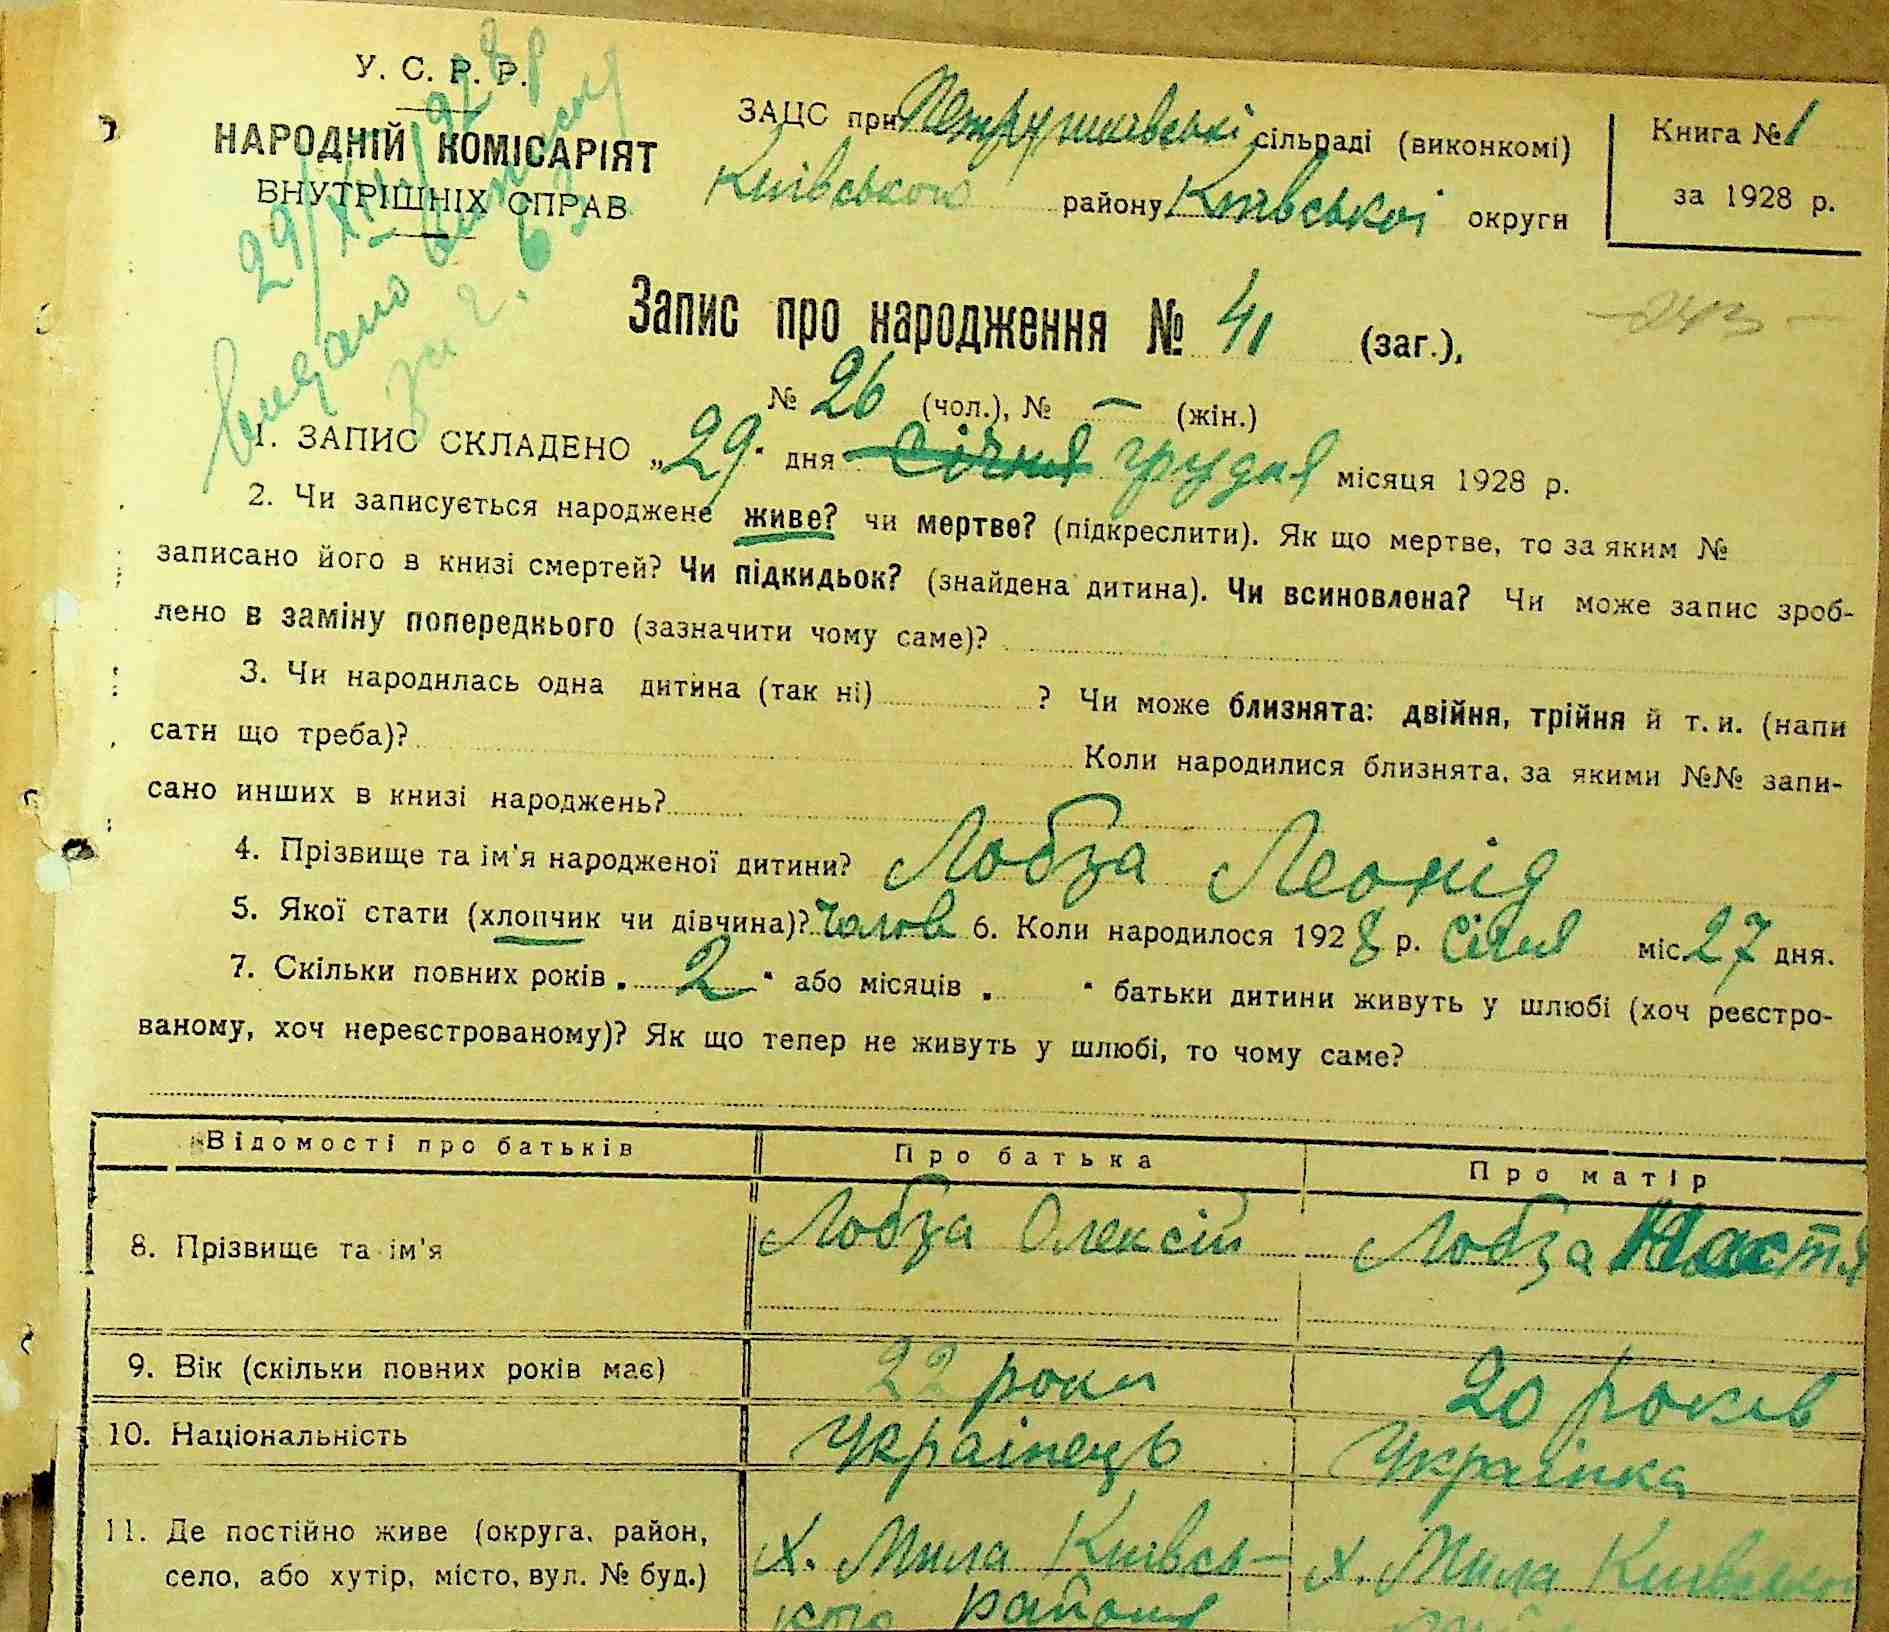 У. С. Р. Р.
НАРОДНІЙ КОМІСАРІЯТ
ВНУТРІШНІХ СПРАВ
29/XII 1928 р
видано виписку
за г. б.
ЗАЦС при Петрушківські сільраді (виконкомі)
Київського району Київської округи
Книга № 1
за 1928 р.
Запис про народження № 41 (заг.),
- 243 -
№ 26 (чол.), № — (жін.)
1. ЗАПИС СКЛАДЕНО „29" дня січня грудня місяця 1928 р.
2. Чи записується народжене живе? чи мертве? (підкреслити). Як що мертве, то за яким №
записано його в книзі смертей? Чи підкидьок? (знайдена дитина). Чи всиновлена? Чи може запис зроб-
лено в заміну попереднього (зазначити чому саме)?
3. Чи народилась одна дитина (так ні) ? Чи може близнята: двійня, трійня й т. и. (напи
сати що треба)? Коли народилися близнята, за якими №№ запи-
сано инших в книзі народжень?
4. Прізвище та ім'я народженої дитини? Лобза Леонід
5. Якої стати (хлопчик чи дівчина)? Чолов 6. Коли народилося 1928 р. Січня міс. 27 дня.
7. Скільки повних років „ 2 " або місяців „ " батьки дитини живуть у шлюбі (хоч реєстро-
ваному, хоч нереєстрованому)? Як що тепер не живуть у шлюбі, то чому саме?
Відомості про батьків Про батька Про матір
8. Прізвище та ім'я Лобза Олексій Лобза Настя
9. Вік (скільки повних років має) 22 роки 20 років
10. Національність Українець Українка
11. Де постійно живе (округа, район, х. Мила Київсь- х. Мила Київського
село, або хутір, місто, вул. № буд.) кого района